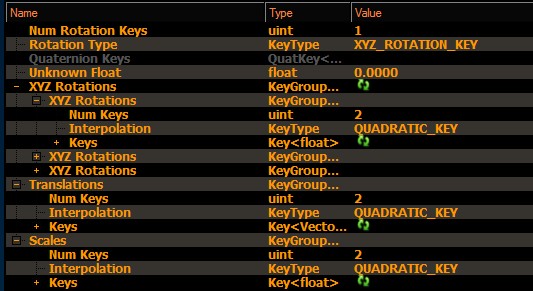 Name Type Value
Num Rotation Keys uint 1
Rotation Type KeyType XYZ_ROTATION_KEY
Quaternion Keys QuatKey<...
Unknown Float float 0.0000
XYZ Rotations KeyGroup...
XYZ Rotations KeyGroup...
Num Keys uint 2
Interpolation KeyType QUADRATIC_KEY
Keys Key<float>
XYZ Rotations KeyGroup...
XYZ Rotations KeyGroup...
Translations KeyGroup...
Num Keys uint 2
Interpolation KeyType QUADRATIC_KEY
Keys Key<Vecto...
Scales KeyGroup...
Num Keys uint 2
Interpolation KeyType QUADRATIC_KEY
Keys Key<float>